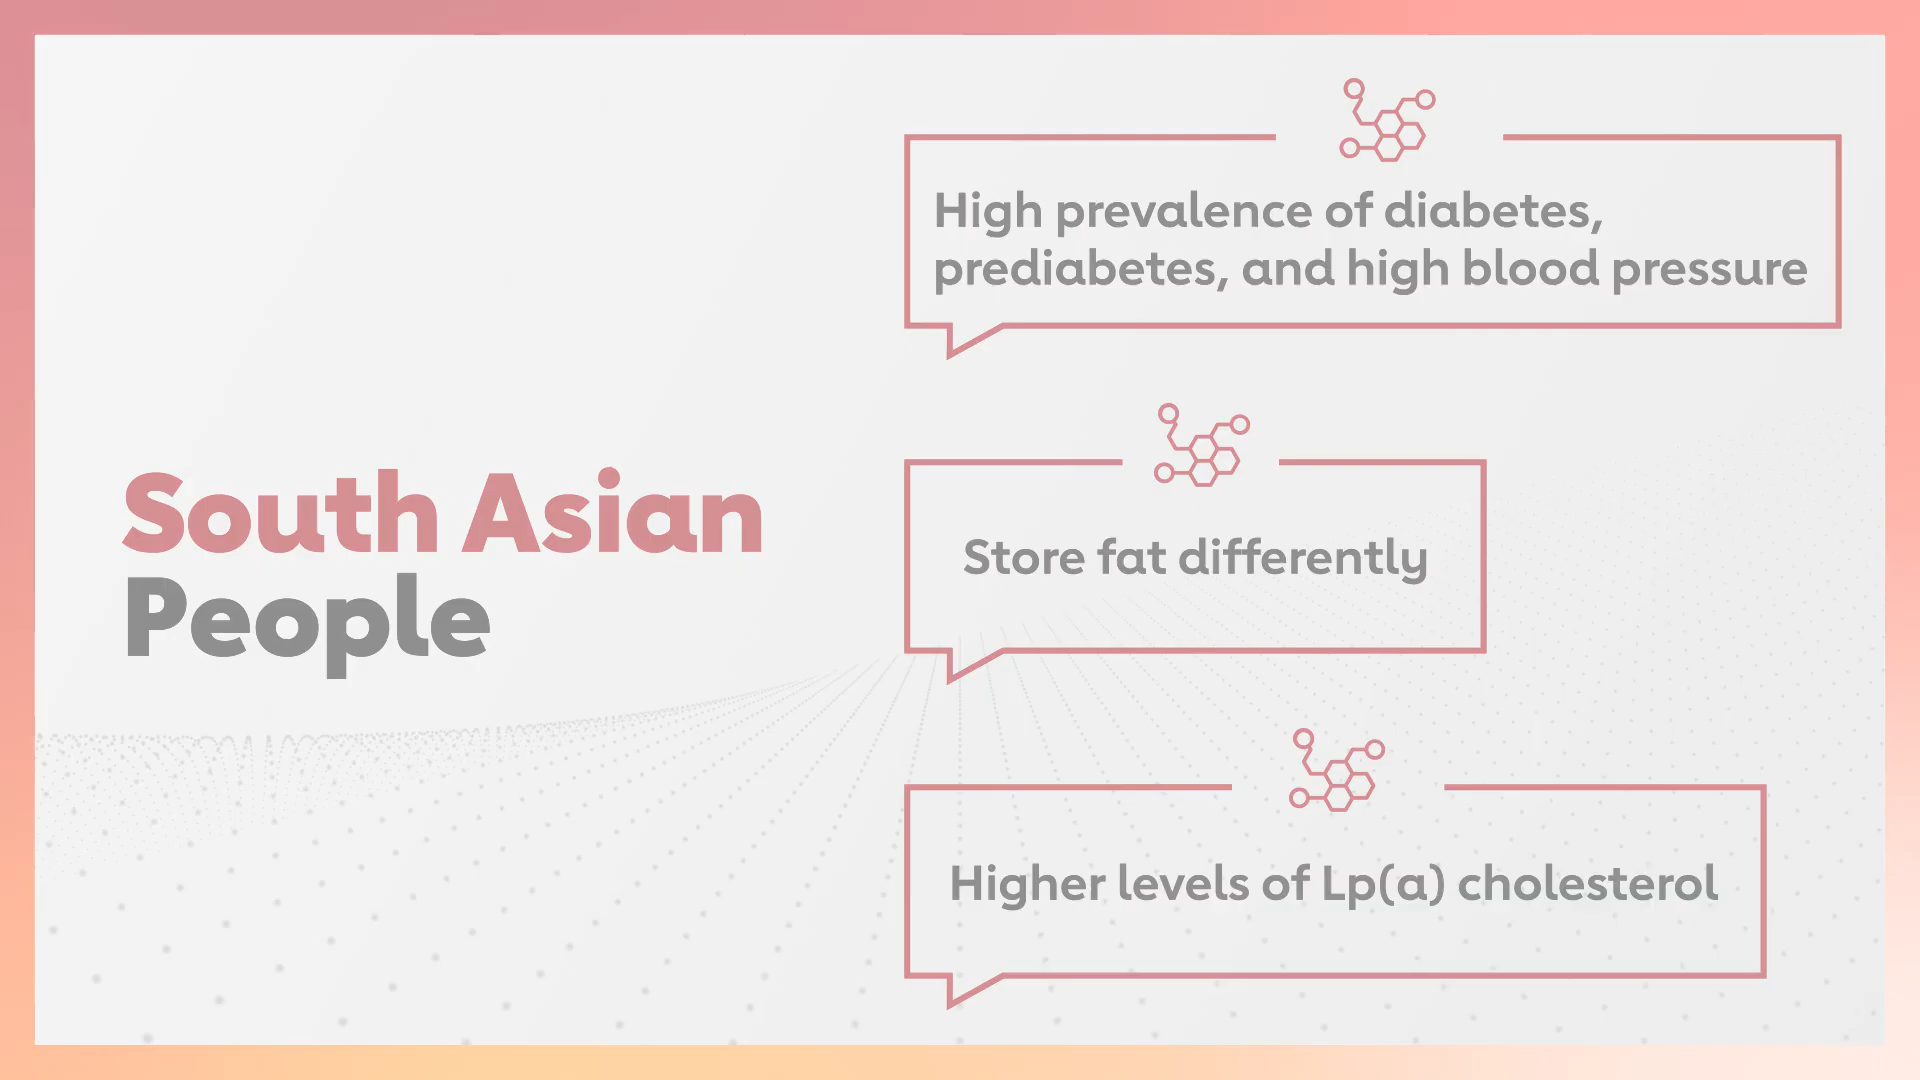 South Asian
People
High prevalence of diabetes,
prediabetes, and high blood pressure
Store fat differently
Higher levels of Lp(a) cholesterol